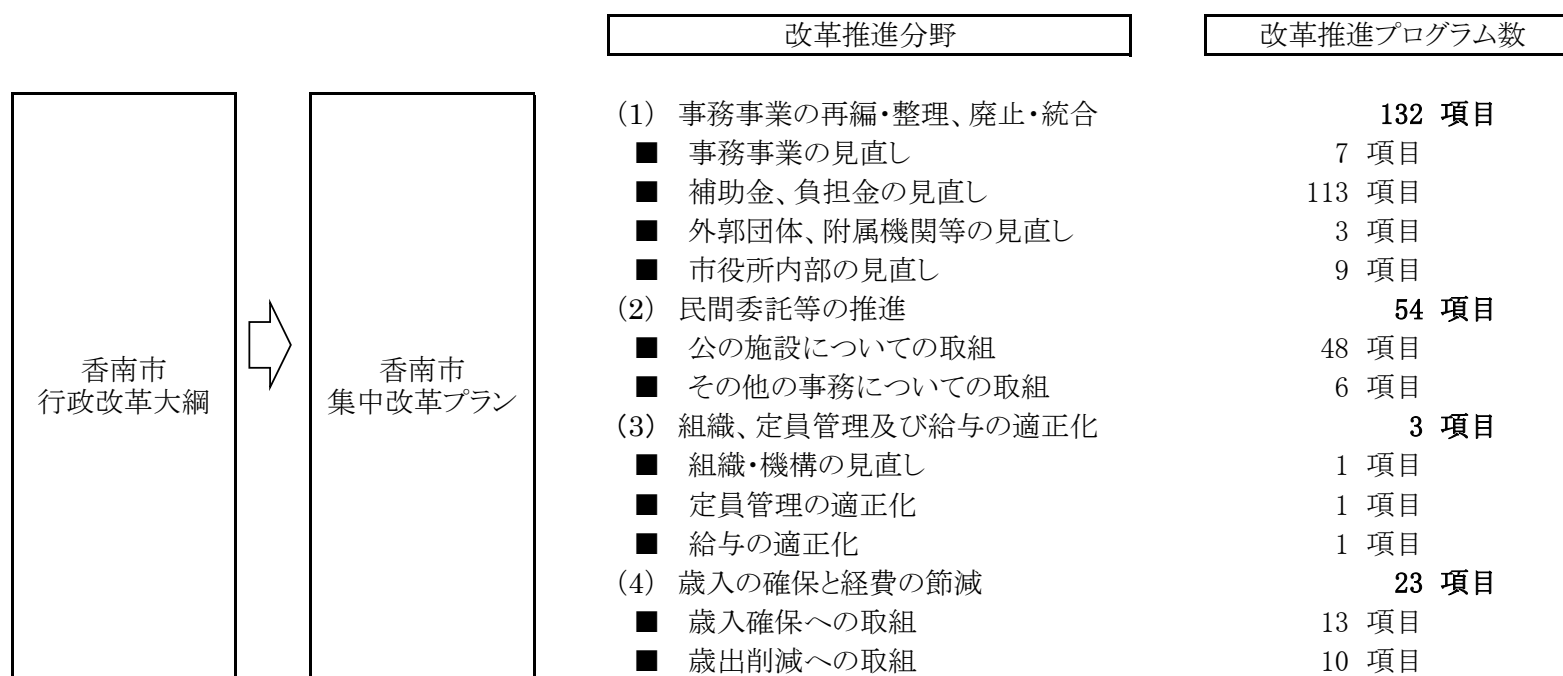 改革推進分野 改革推進プログラム数
香南市
行政改革大綱
香南市
集中改革プラン
(1) 事務事業の再編・整理、廃止・統合 132 項目
■ 事務事業の見直し 7 項目
■ 補助金、負担金の見直し 113 項目
■ 外郭団体、附属機関等の見直し 3 項目
■ 市役所内部の見直し 9 項目
(2) 民間委託等の推進 54 項目
■ 公の施設についての取組 48 項目
■ その他の事務についての取組 6 項目
(3) 組織、定員管理及び給与の適正化 3 項目
■ 組織・機構の見直し 1 項目
■ 定員管理の適正化 1 項目
■ 給与の適正化 1 項目
(4) 歳入の確保と経費の節減 23 項目
■ 歳入確保への取組 13 項目
■ 歳出削減への取組 10 項目